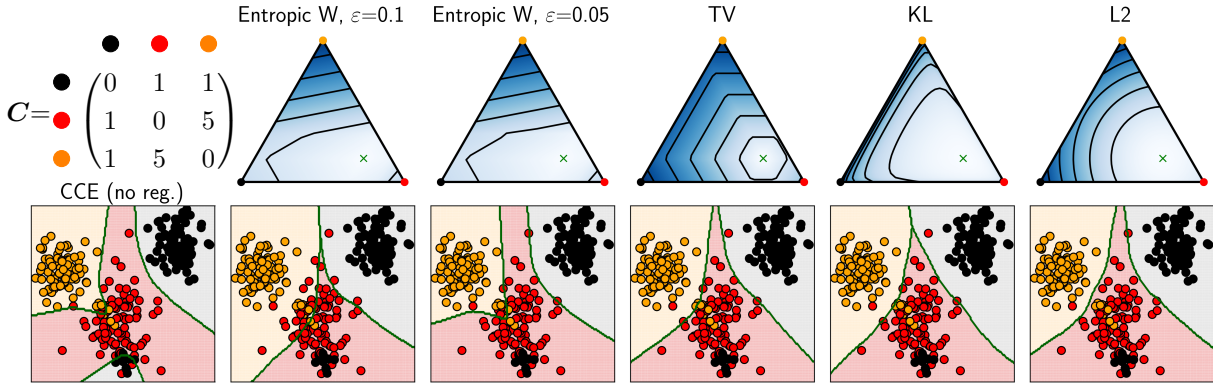 Entropic W, ε=0.1
Entropic W, ε=0.05
TV
KL
L2
C=
0 1 1
1 0 5
1 5 0
CCE (no reg.)